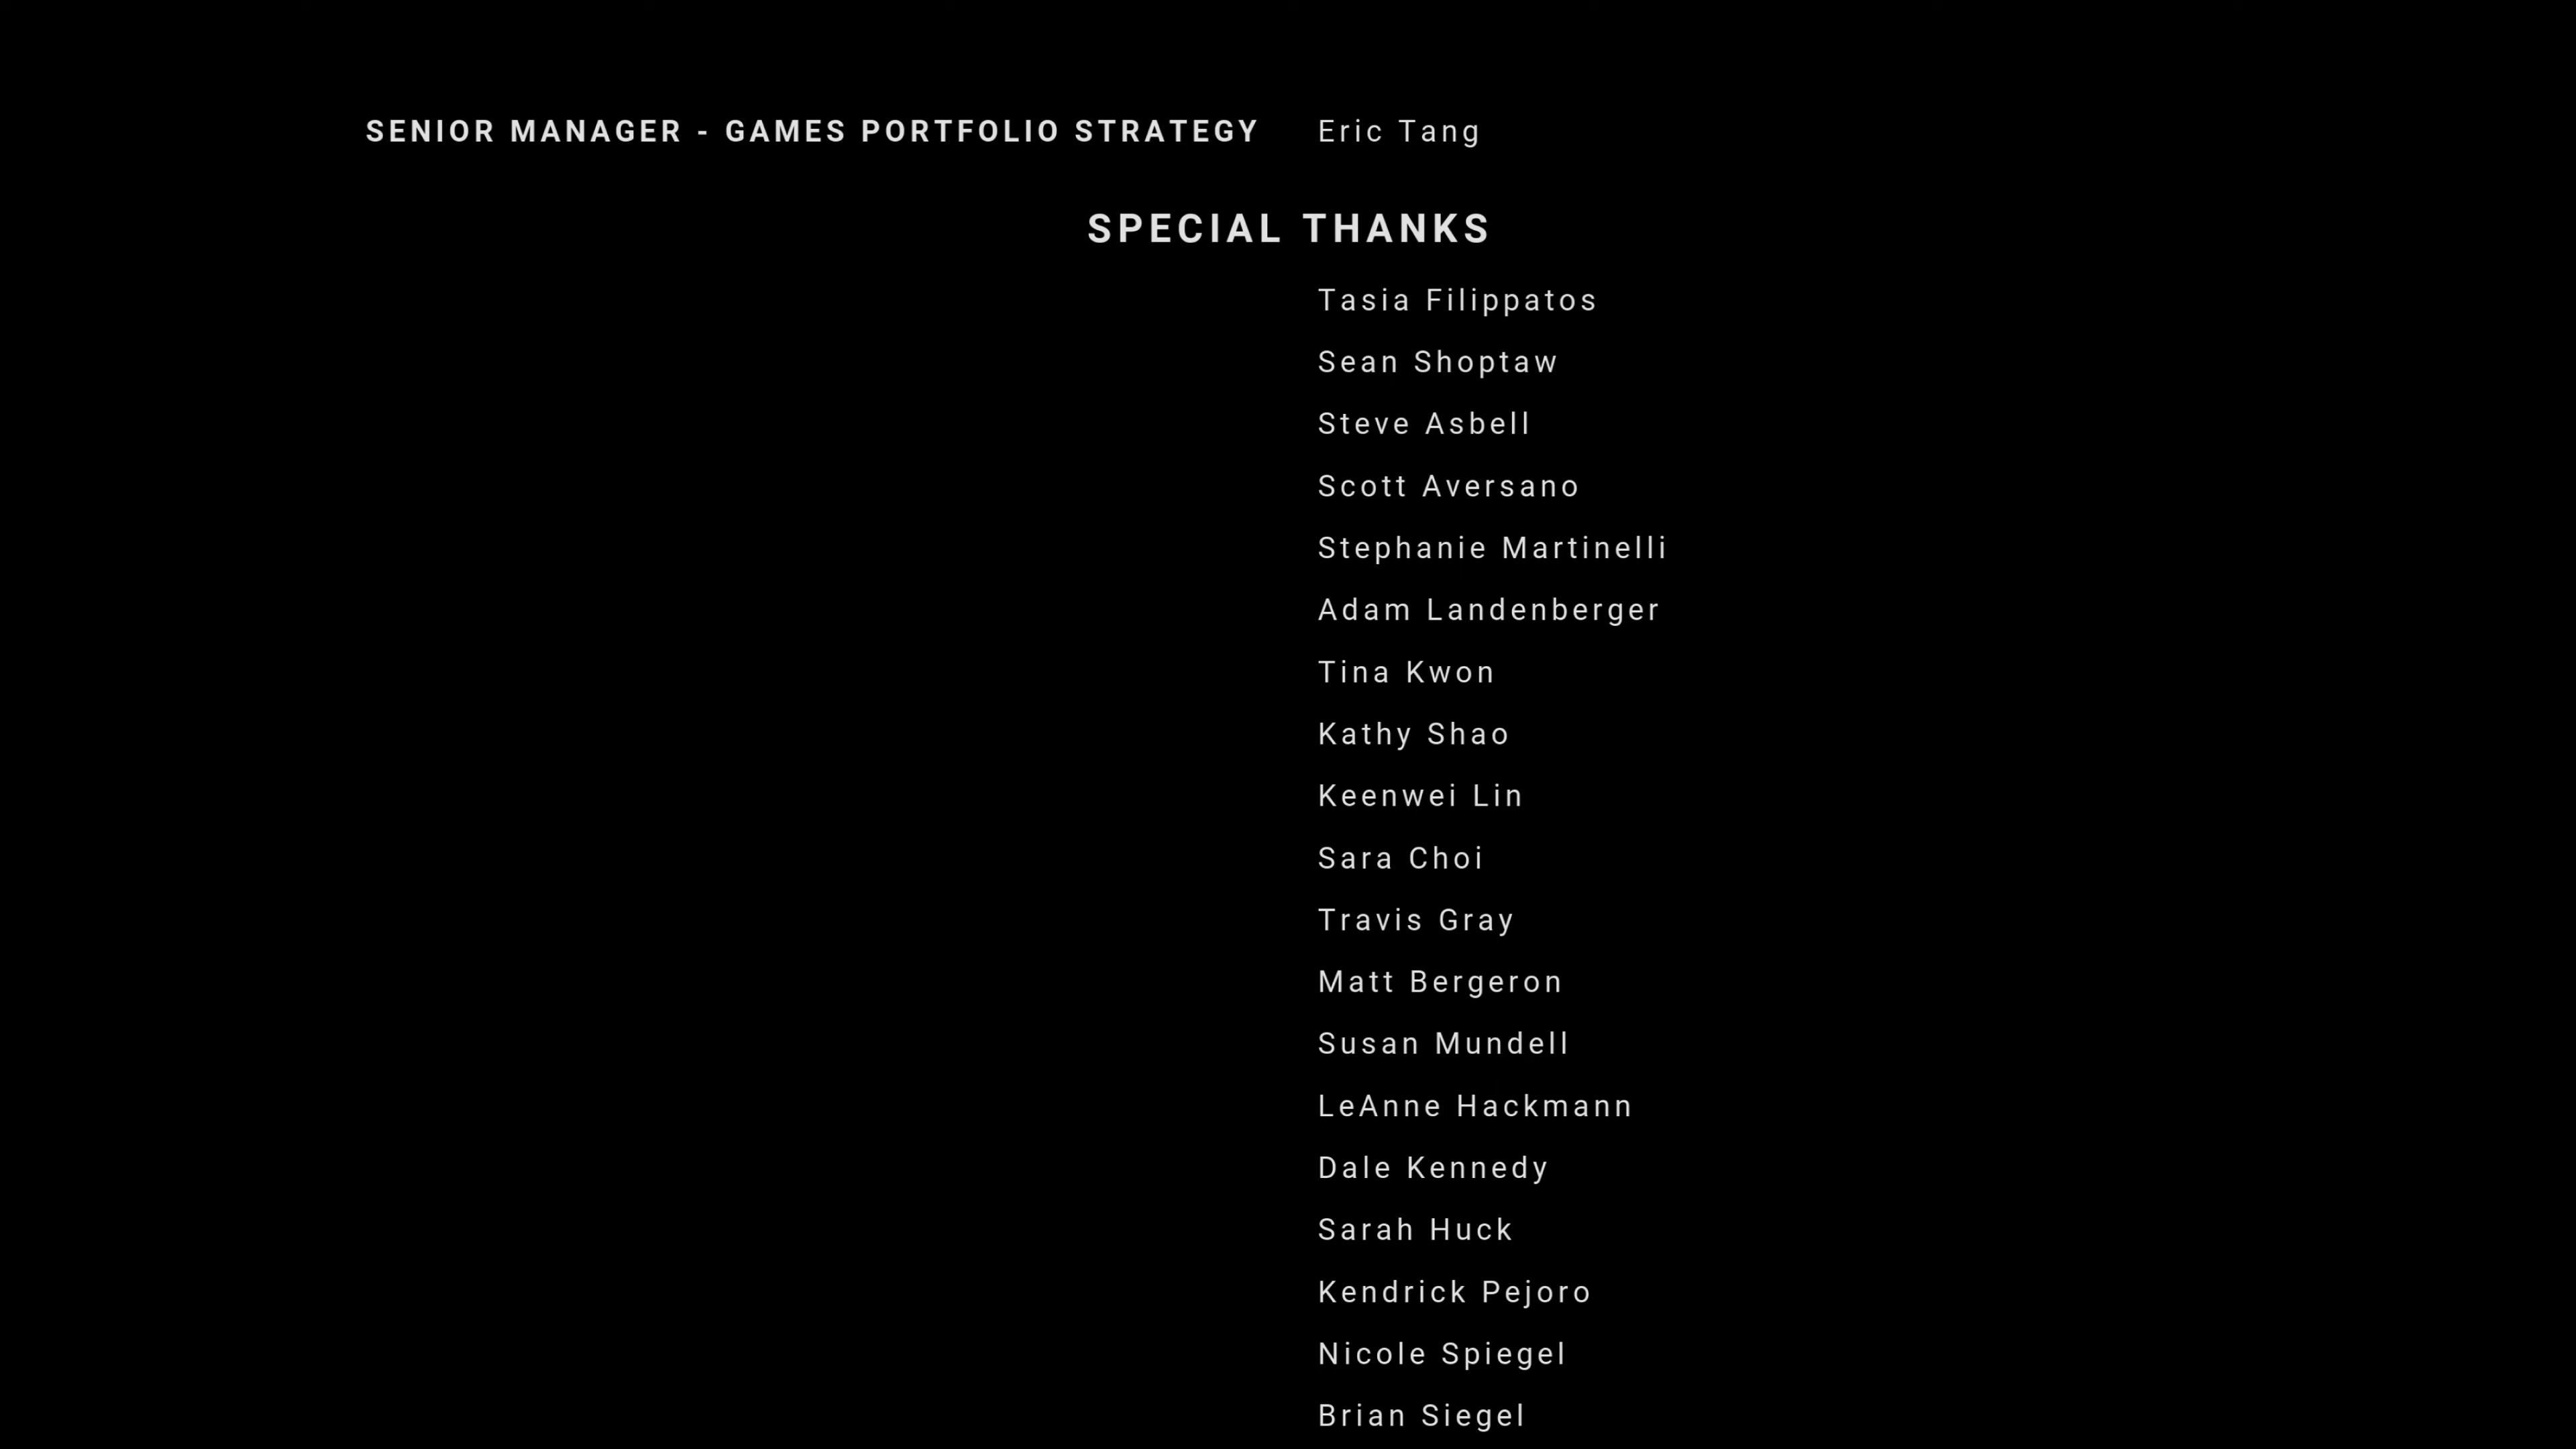 SENIOR MANAGER - GAMES PORTFOLIO STRATEGY Eric Tang
SPECIAL THANKS
Tasia Filippatos
Sean Shoptaw
Steve Asbell
Scott Aversano
Stephanie Martinelli
Adam Landenberger
Tina Kwon
Kathy Shao
Keenwei Lin
Sara Choi
Travis Gray
Matt Bergeron
Susan Mundell
LeAnne Hackmann
Dale Kennedy
Sarah Huck
Kendrick Pejoro
Nicole Spiegel
Brian Siegel